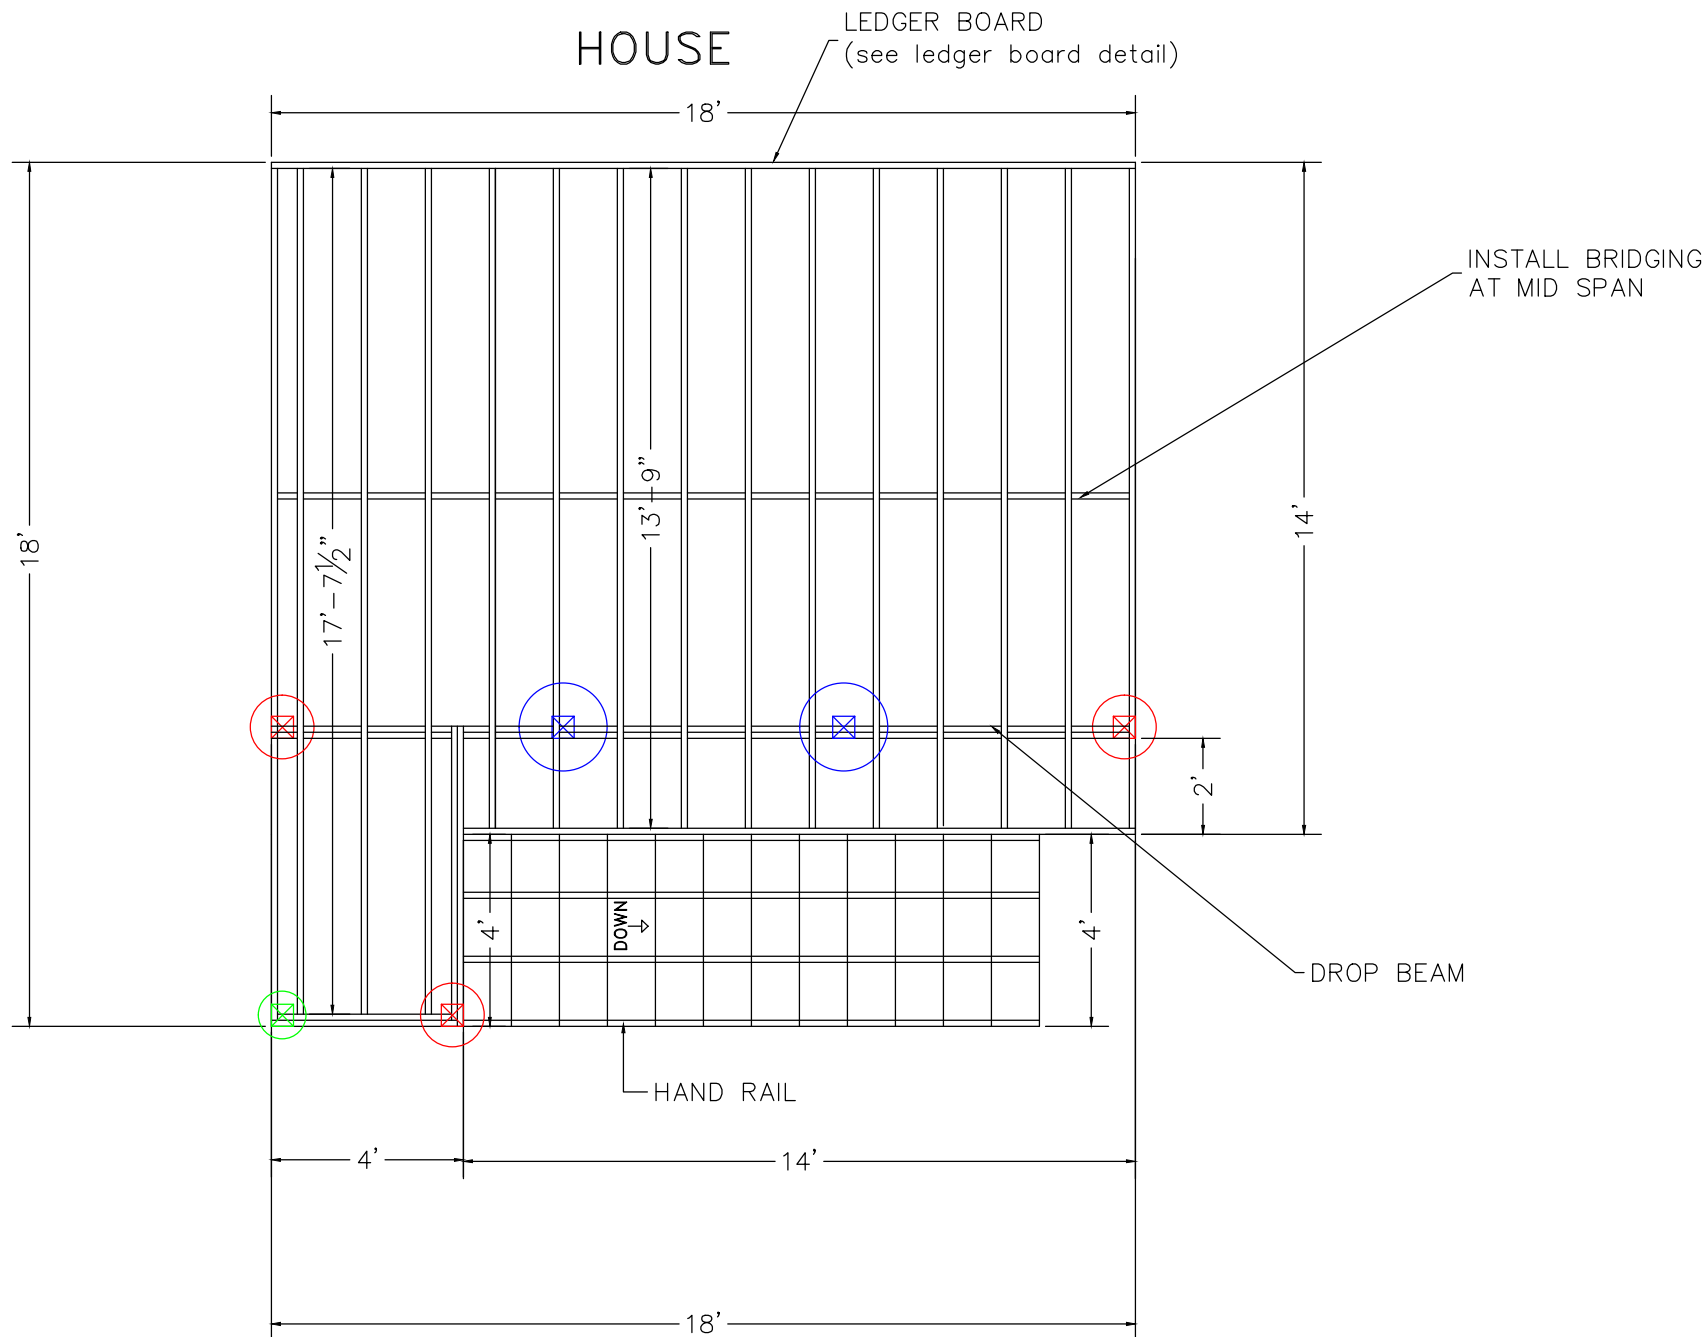 HOUSE
LEDGER BOARD
(see ledger board detail)
18'
INSTALL BRIDGING
AT MID SPAN
18'
17'-7½"
13'-9"
14'
2'
4'
DOWN
4'
DROP BEAM
HAND RAIL
4'
14'
18'